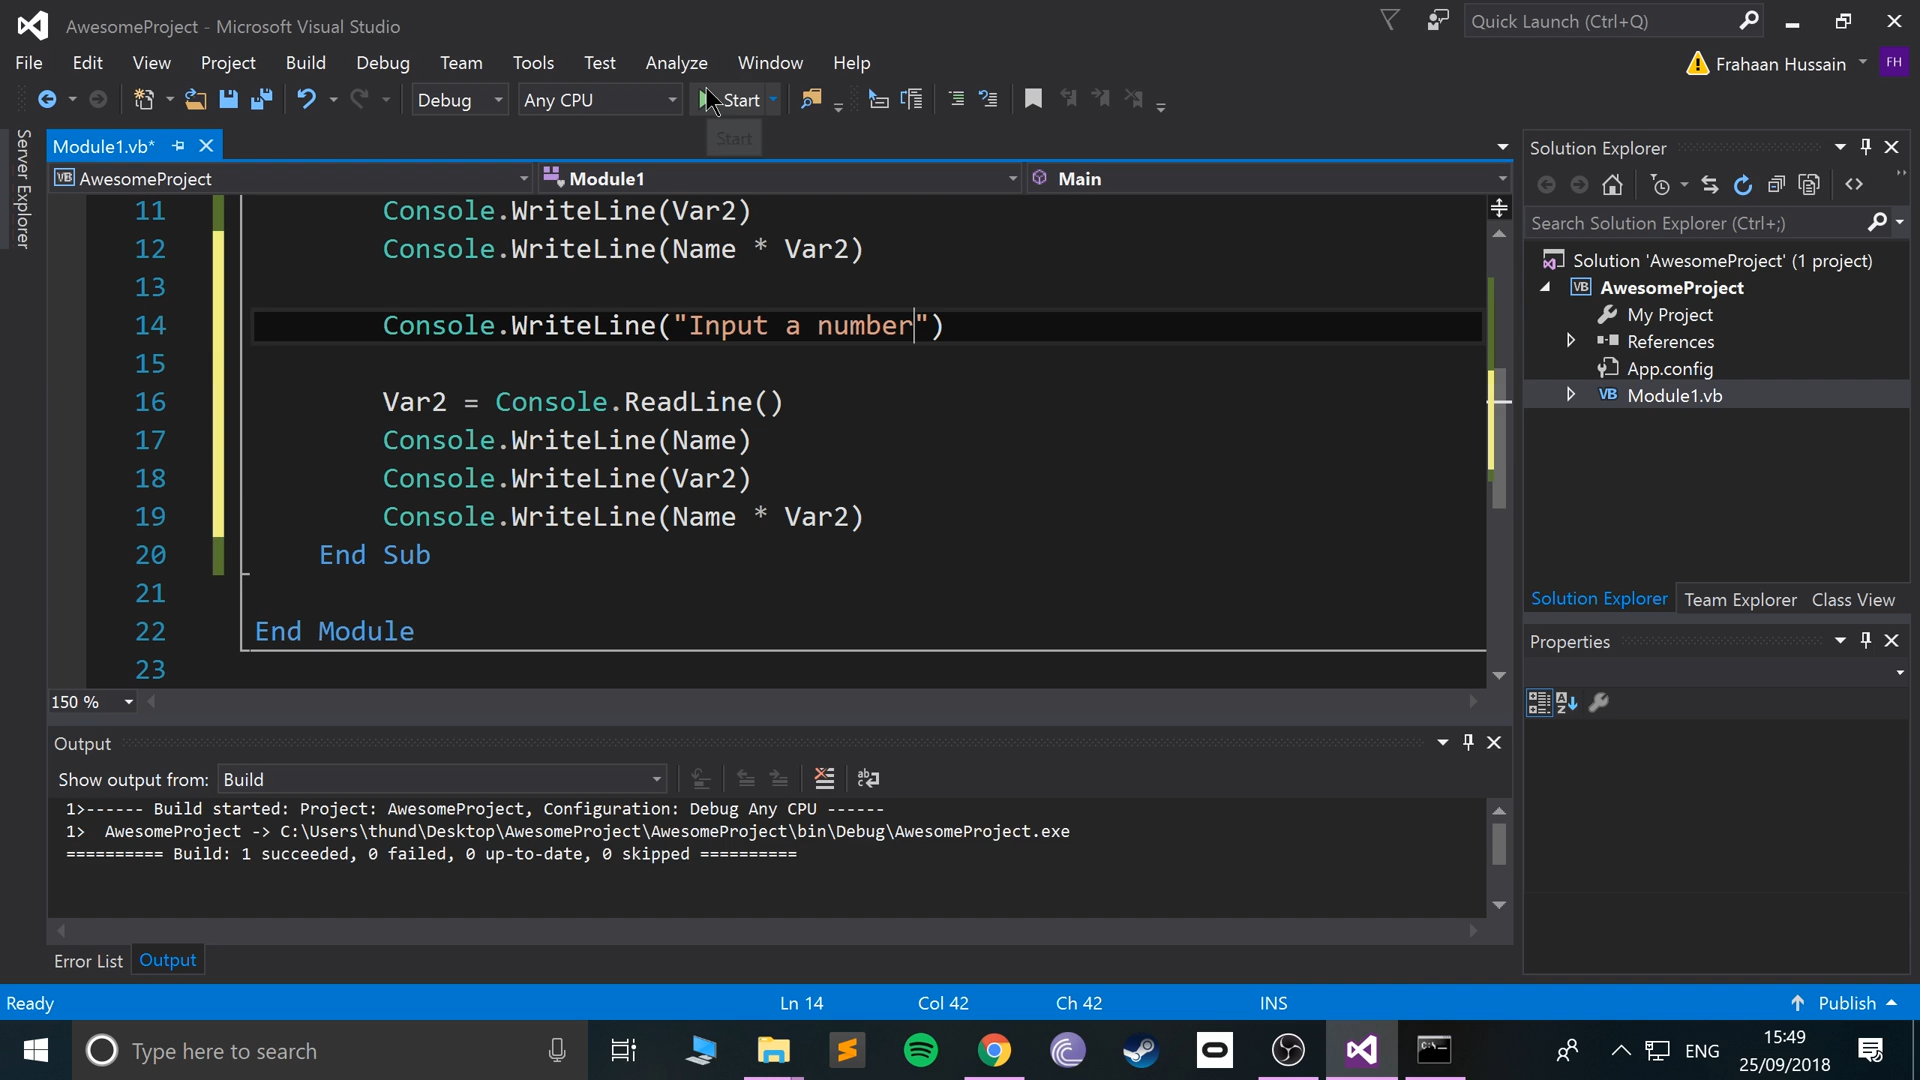 AwesomeProject - Microsoft Visual Studio
Quick Launch (Ctrl+Q)
File Edit View Project Build Debug Team Tools Test Analyze Window Help
Frahaan Hussain FH
Debug Any CPU Start
Start
Server Explorer
Module1.vb*
VB AwesomeProject Module1 Main
11 Console.WriteLine(Var2)
12 Console.WriteLine(Name * Var2)
13
14 Console.WriteLine("Input a number")
15
16 Var2 = Console.ReadLine()
17 Console.WriteLine(Name)
18 Console.WriteLine(Var2)
19 Console.WriteLine(Name * Var2)
20 End Sub
21
22 End Module
23
150 %
Output
Show output from: Build
1>------ Build started: Project: AwesomeProject, Configuration: Debug Any CPU ------
1> AwesomeProject -> C:\Users\thund\Desktop\AwesomeProject\AwesomeProject\bin\Debug\AwesomeProject.exe
========== Build: 1 succeeded, 0 failed, 0 up-to-date, 0 skipped ==========
Error List Output
Solution Explorer
Search Solution Explorer (Ctrl+;)
Solution 'AwesomeProject' (1 project)
VB AwesomeProject
My Project
References
App.config
VB Module1.vb
Solution Explorer Team Explorer Class View
Properties
Ready Ln 14 Col 42 Ch 42 INS Publish
Type here to search
ENG
15:49
25/09/2018